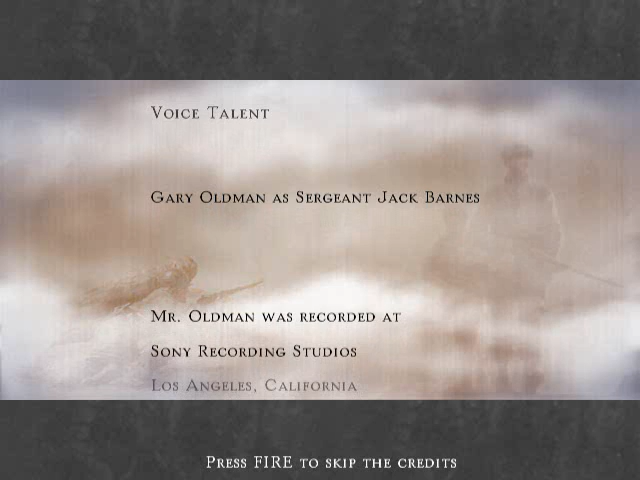 Voice Talent
Gary Oldman as Sergeant Jack Barnes
Mr. Oldman was recorded at
Sony Recording Studios
Los Angeles, California
Press FIRE to skip the credits